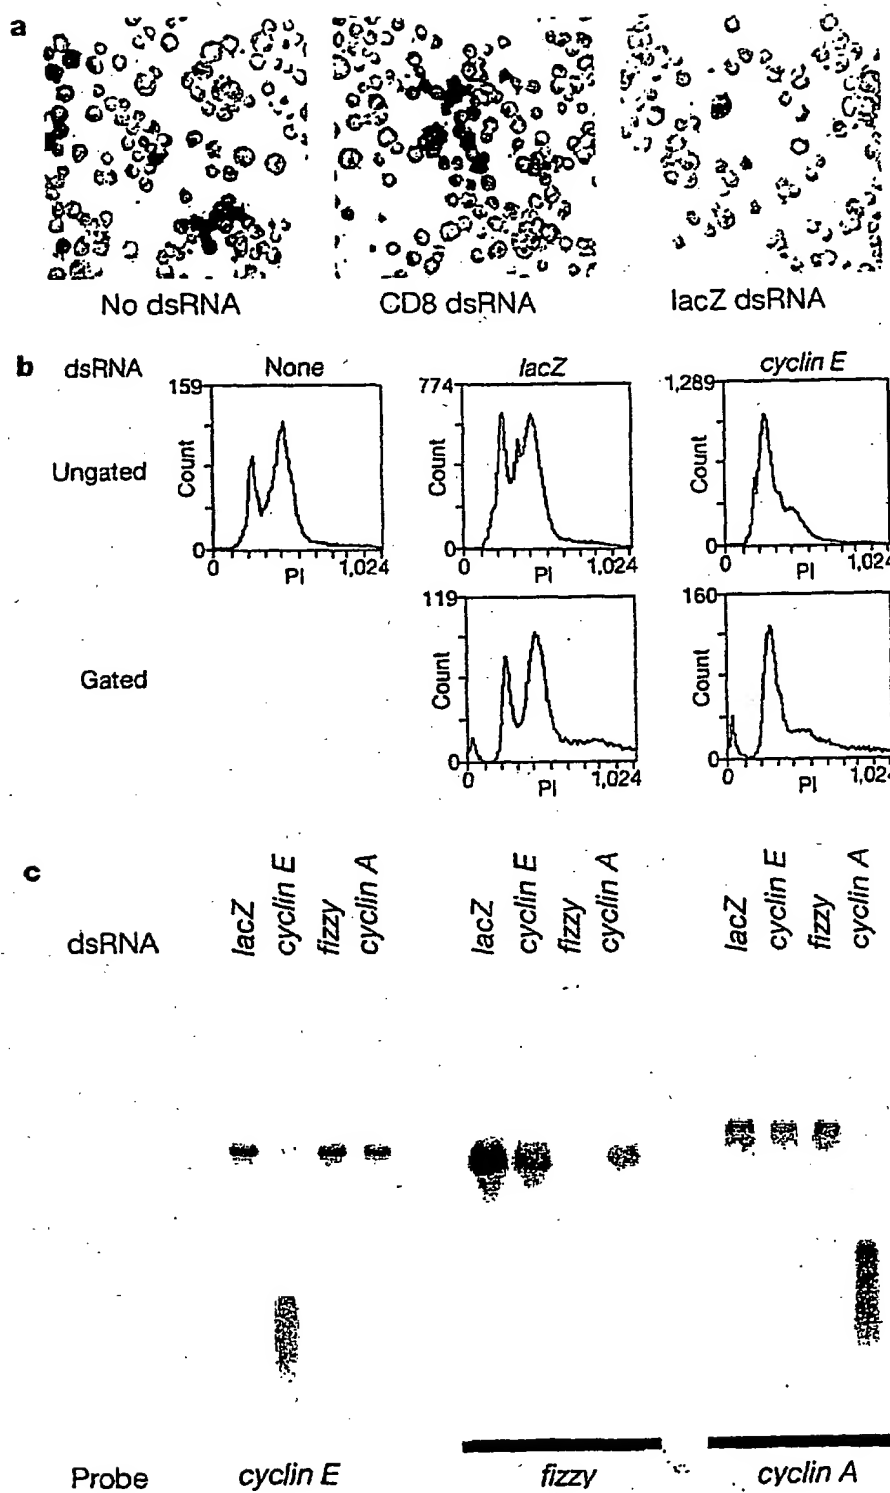 a
No dsRNA CD8 dsRNA lacZ dsRNA
b dsRNA None lacZ cyclin E
159 774 1,289
Ungated Count Count Count
0 0 0
0 1,024 0 1,024 0 1,024
PI PI PI
119 160
Gated Count Count
0 0
0 1,024 0 1,024
PI PI
c
dsRNA lacZ cyclin E fizzy cyclin A lacZ cyclin E fizzy cyclin A lacZ cyclin E fizzy cyclin A
Probe cyclin E fizzy cyclin A